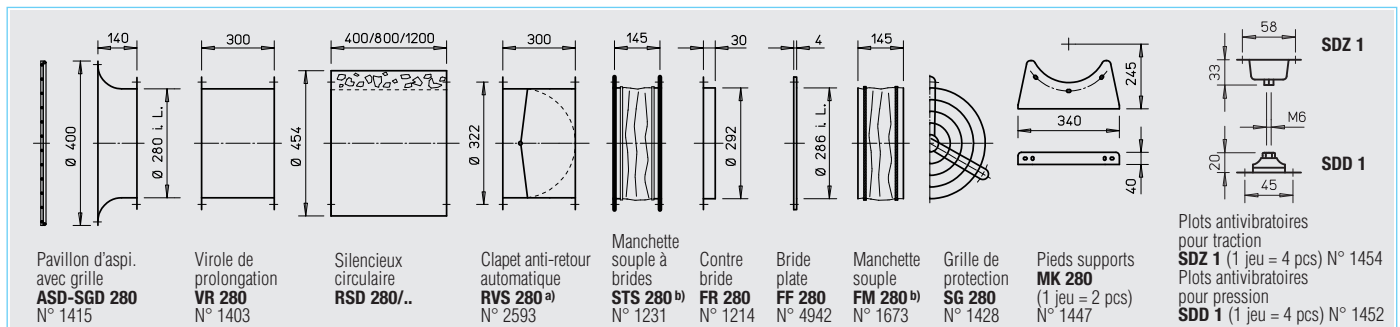 140
300
400/800/1200
300
145
30
4
145
58
SDZ 1
33
245
Ø 400
Ø 280 i. L.
Ø 454
Ø 322
Ø 292
Ø 286 i. L.
340
40
M6
20
SDD 1
45
Pavillon d'aspi.
avec grille
ASD-SGD 280
N° 1415
Virole de
prolongation
VR 280
N° 1403
Silencieux
circulaire
RSD 280/..
Clapet anti-retour
automatique
RVS 280 a)
N° 2593
Manchette
souple à
brides
STS 280 b)
N° 1231
Contre
bride
FR 280
N° 1214
Bride
plate
FF 280
N° 4942
Manchette
souple
FM 280 b)
N° 1673
Grille de
protection
SG 280
N° 1428
Pieds supports
MK 280
(1 jeu = 2 pcs)
N° 1447
Plots antivibratoires
pour traction
SDZ 1 (1 jeu = 4 pcs) N° 1454
Plots antivibratoires
pour pression
SDD 1 (1 jeu = 4 pcs) N° 1452